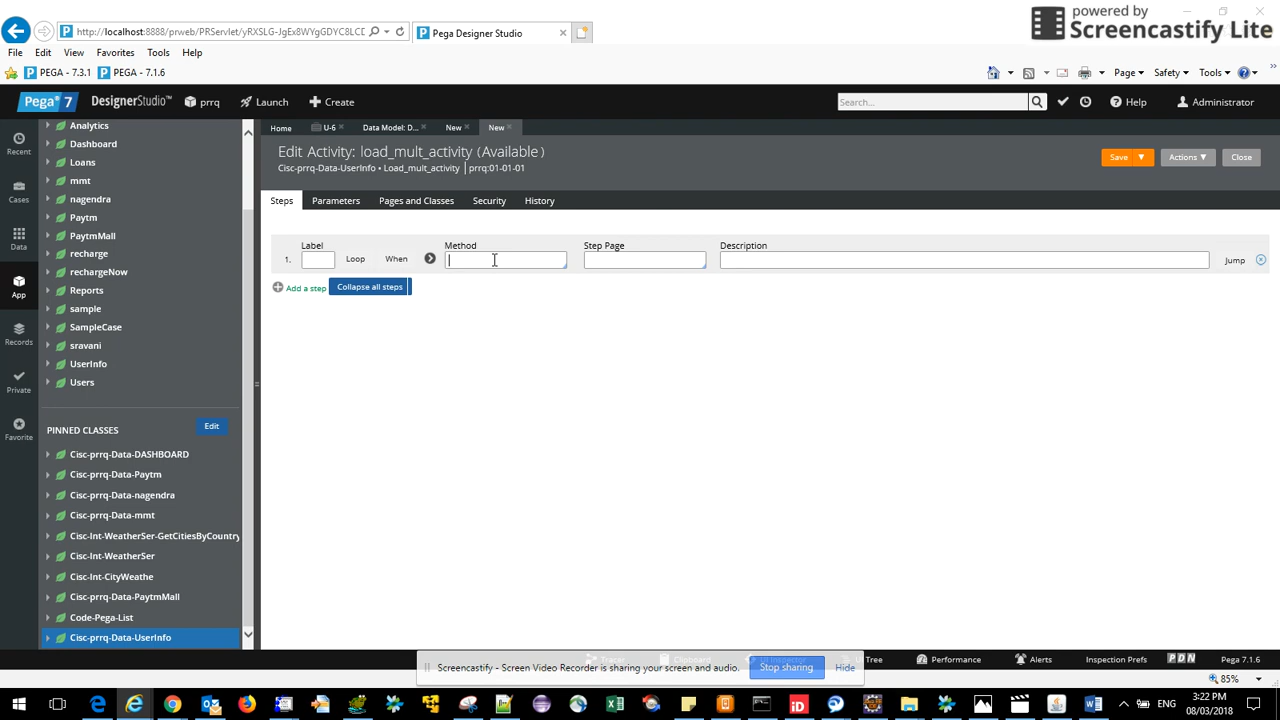 powered by
Screencastify Lite
http://localhost:8888/prweb/PRServlet/yRXSLG-JgEx8WYgGDYC8LCD
Pega Designer Studio
File Edit View Favorites Tools Help
PEGA - 7.3.1 PEGA - 7.1.6
Page Safety Tools
Pega 7 DesignerStudio™ prrq Launch Create Search... Help Administrator
Home U-6 Data Model: D... New New
Recent
Cases
Data
App
Records
Private
Favorite
Analytics
Dashboard
Loans
mmt
nagendra
Paytm
PaytmMall
recharge
rechargeNow
Reports
sample
SampleCase
sravani
UserInfo
Users
PINNED CLASSES Edit
Cisc-prrq-Data-DASHBOARD
Cisc-prrq-Data-Paytm
Cisc-prrq-Data-nagendra
Cisc-prrq-Data-mmt
Cisc-Int-WeatherSer-GetCitiesByCountry
Cisc-Int-WeatherSer
Cisc-Int-CityWeathe
Cisc-prrq-Data-PaytmMall
Code-Pega-List
Cisc-prrq-Data-UserInfo
Edit Activity: load_mult_activity (Available)
Cisc-prrq-Data-UserInfo • Load_mult_activity | prrq:01-01-01
Save Actions Close
Steps Parameters Pages and Classes Security History
Label Method Step Page Description
1. Loop When Jump
Add a step Collapse all steps
Tracer Clipboard UI Inspector UI Tree Performance Alerts Inspection Prefs PDN Pega 7.1.6
Screencastify - Screen Video Recorder is sharing your screen and audio. Stop sharing Hide
85%
ENG
3:22 PM
08/03/2018